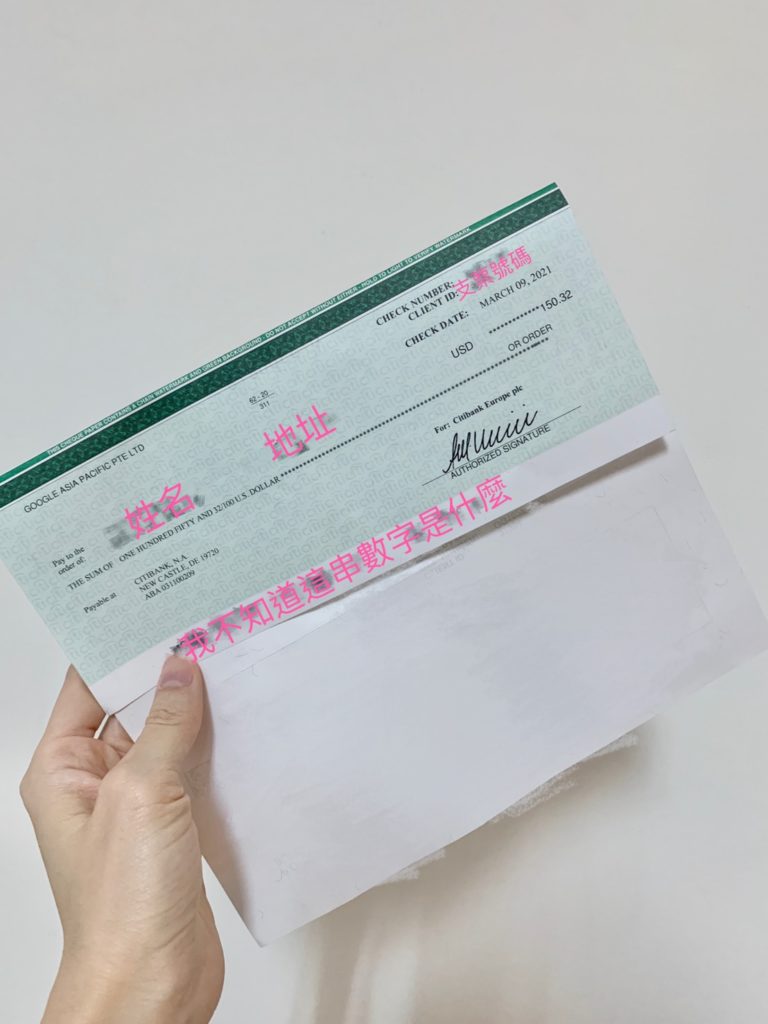 THIS CHEQUE PAPER CONTAINS A CHAIN WATERMARK AND GREEN BACKGROUND - DO NOT ACCEPT WITHOUT EITHER - HOLD TO LIGHT TO VERIFY WATERMARK
GOOGLE ASIA PACIFIC PTE LTD
62-20
311
CHECK NUMBER:
支票號碼
CLIENT ID:
CHECK DATE: MARCH 09, 2021
USD ************150.32
Pay to the
order of:
姓名
地址
OR ORDER
THE SUM OF ONE HUNDRED FIFTY AND 32/100 U.S. DOLLAR
Payable at CITIBANK, N.A
NEW CASTLE, DE 19720
ABA 031100209
For: Citibank Europe plc
AUTHORIZED SIGNATURE
我不知道這串數字是什麼